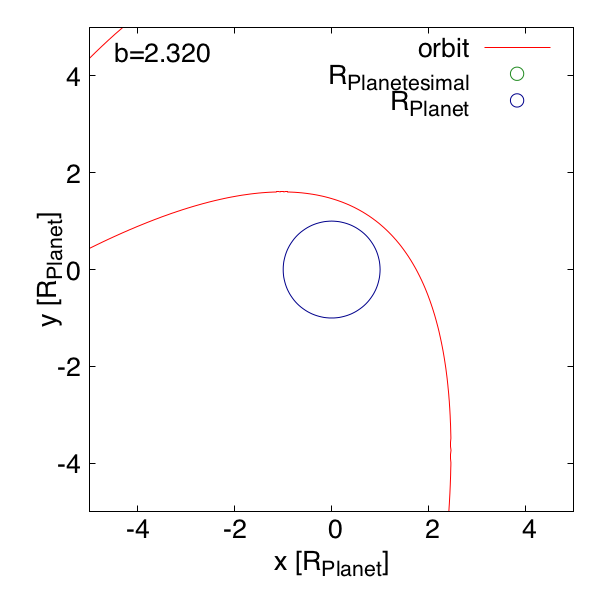 b=2.320
orbit
R_Planetesimal
R_Planet
4
2
0
-2
-4
y [R_Planet]
-4 -2 0 2 4
x [R_Planet]